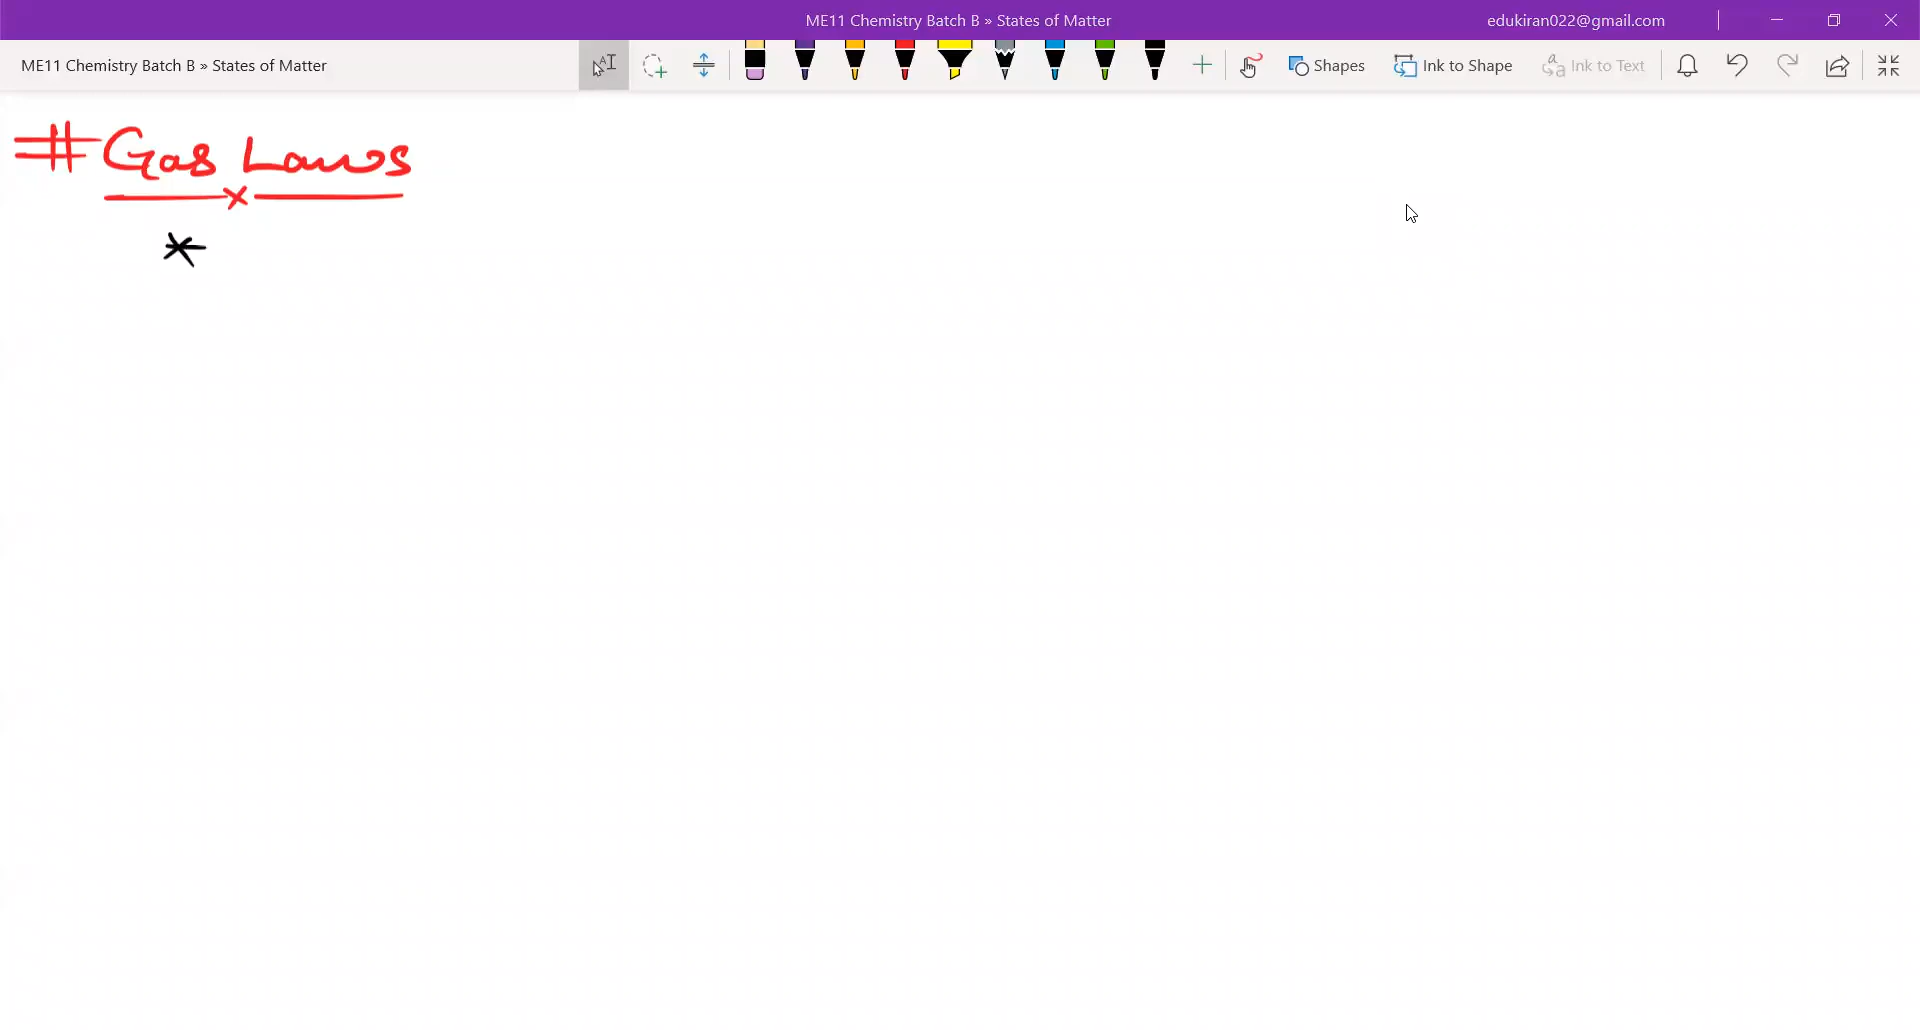 ME11 Chemistry Batch B » States of Matter
edukiran022@gmail.com
ME11 Chemistry Batch B » States of Matter
Shapes
Ink to Shape
Ink to Text
# Gas Laws
*